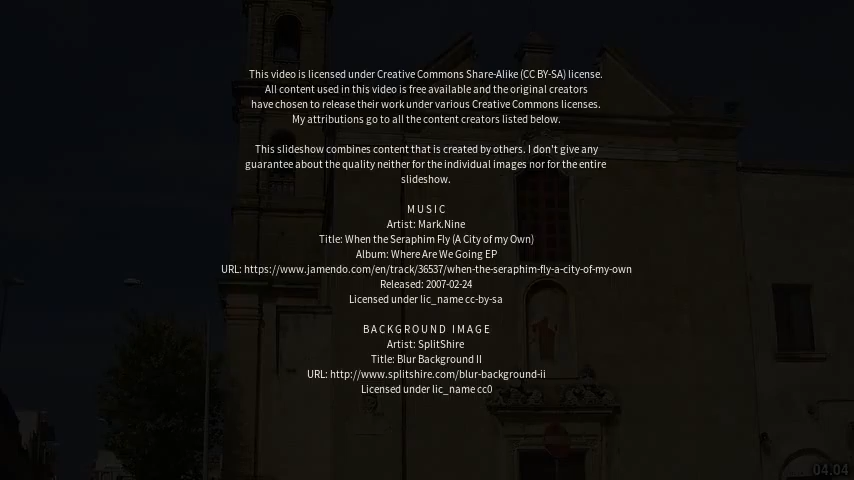 This video is licensed under Creative Commons Share-Alike (CC BY-SA) license.
All content used in this video is free available and the original creators
have chosen to release their work under various Creative Commons licenses.
My attributions go to all the content creators listed below.
This slideshow combines content that is created by others. I don't give any
guarantee about the quality neither for the individual images nor for the entire
slideshow.
MUSIC
Artist: Mark.Nine
Title: When the Seraphim Fly (A City of my Own)
Album: Where Are We Going EP
URL: https://www.jamendo.com/en/track/36537/when-the-seraphim-fly-a-city-of-my-own
Released: 2007-02-24
Licensed under lic_name cc-by-sa
BACKGROUND IMAGE
Artist: SplitShire
Title: Blur Background II
URL: http://www.splitshire.com/blur-background-ii
Licensed under lic_name cc0
04:04